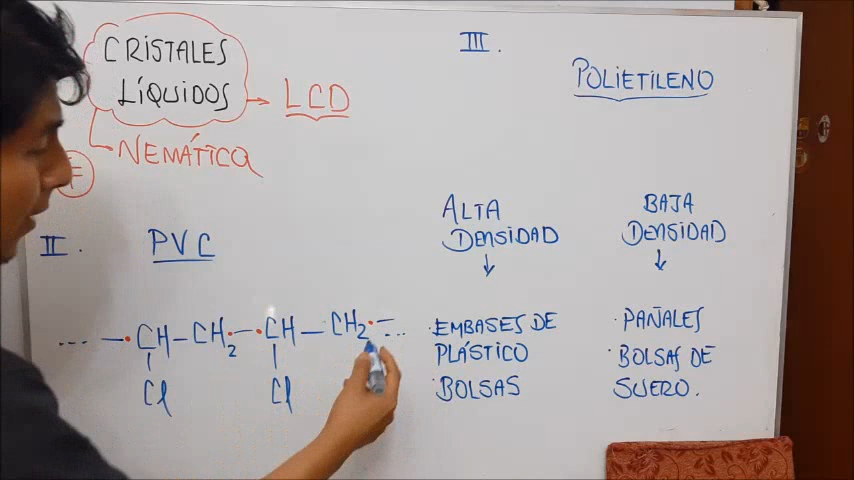 CRISTALES
LÍQUIDOS
LCD
NEMÁTICO
F
II. PVC
... — • CH – CH2 • — • CH — CH2 • — ...
Cl Cl
III.
POLIETILENO
ALTA
DENSIDAD
↓
· EMBASES DE
PLÁSTICO
· BOLSAS
BAJA
DENSIDAD
↓
· PAÑALES
· BOLSAS DE
SUERO.